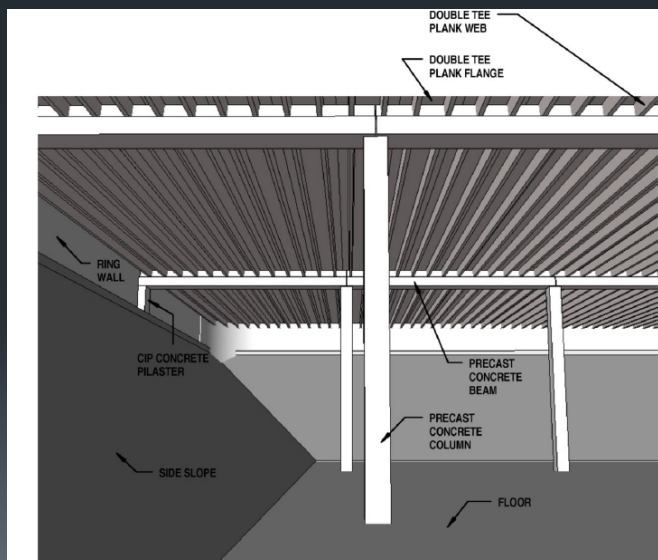 DOUBLE TEE
PLANK WEB
DOUBLE TEE
PLANK FLANGE
RING
WALL
CIP CONCRETE
PILASTER
PRECAST
CONCRETE
BEAM
PRECAST
CONCRETE
COLUMN
SIDE SLOPE
FLOOR